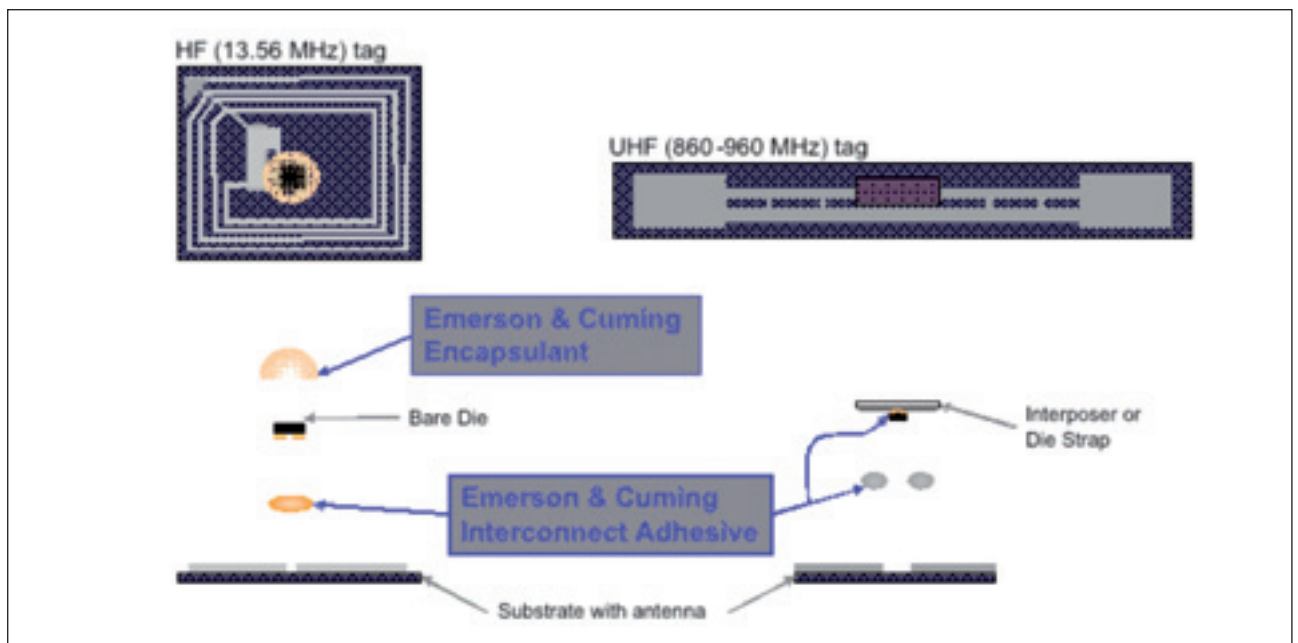 HF (13.56 MHz) tag
UHF (860-960 MHz) tag
Emerson & Cuming
Encapsulant
Bare Die
Interposer or
Die Strap
Emerson & Cuming
Interconnect Adhesive
Substrate with antenna